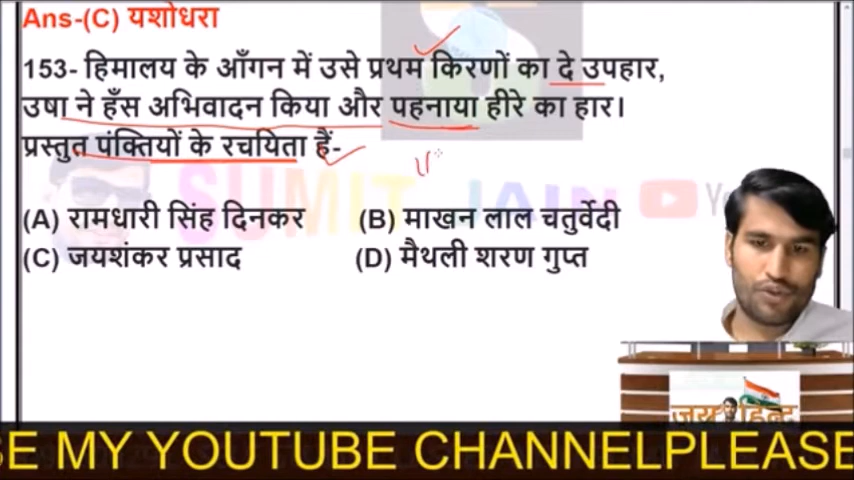 Ans-(C) यशोधरा
153- हिमालय के आँगन में उसे प्रथम किरणों का दे उपहार,
उषा ने हँस अभिवादन किया और पहनाया हीरे का हार।
प्रस्तुत पंक्तियों के रचयिता हैं-
SUMIT JAIN
(A) रामधारी सिंह दिनकर (B) माखन लाल चतुर्वेदी
(C) जयशंकर प्रसाद (D) मैथली शरण गुप्त
जय हिन्द
E MY YOUTUBE CHANNELPLEASE